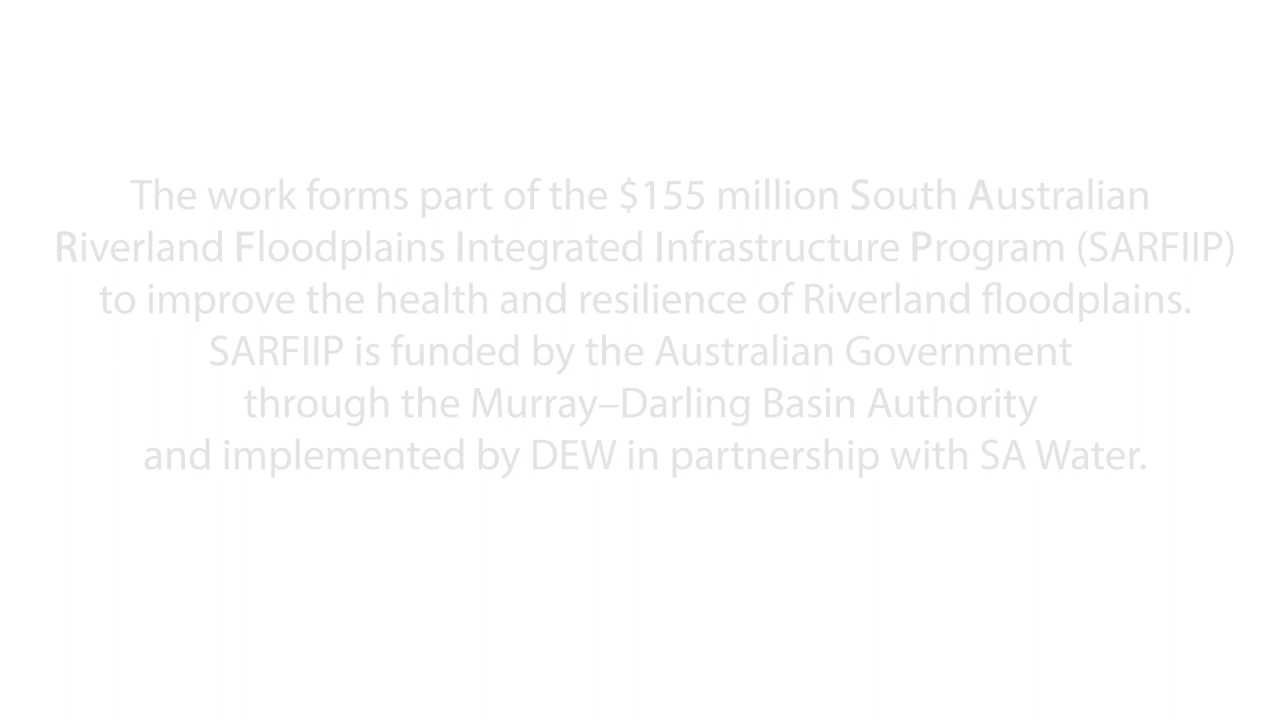 The work forms part of the $155 million South Australian
Riverland Floodplains Integrated Infrastructure Program (SARFIIP)
to improve the health and resilience of Riverland floodplains.
SARFIIP is funded by the Australian Government
through the Murray–Darling Basin Authority
and implemented by DEW in partnership with SA Water.